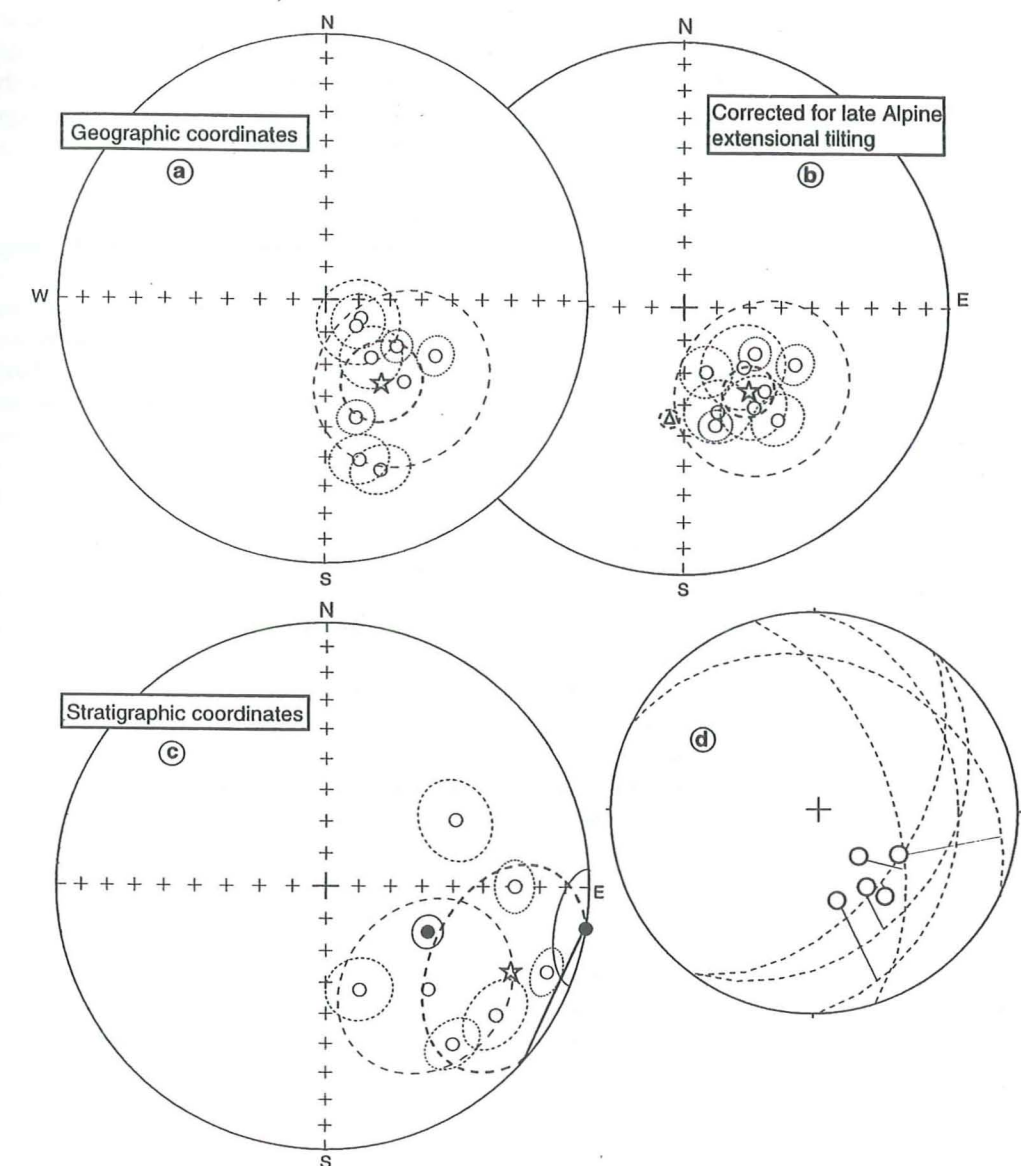 N
Geographic coordinates
a
W
S
N
Corrected for late Alpine
extensional tilting
b
E
S
N
Stratigraphic coordinates
c
E
S
d